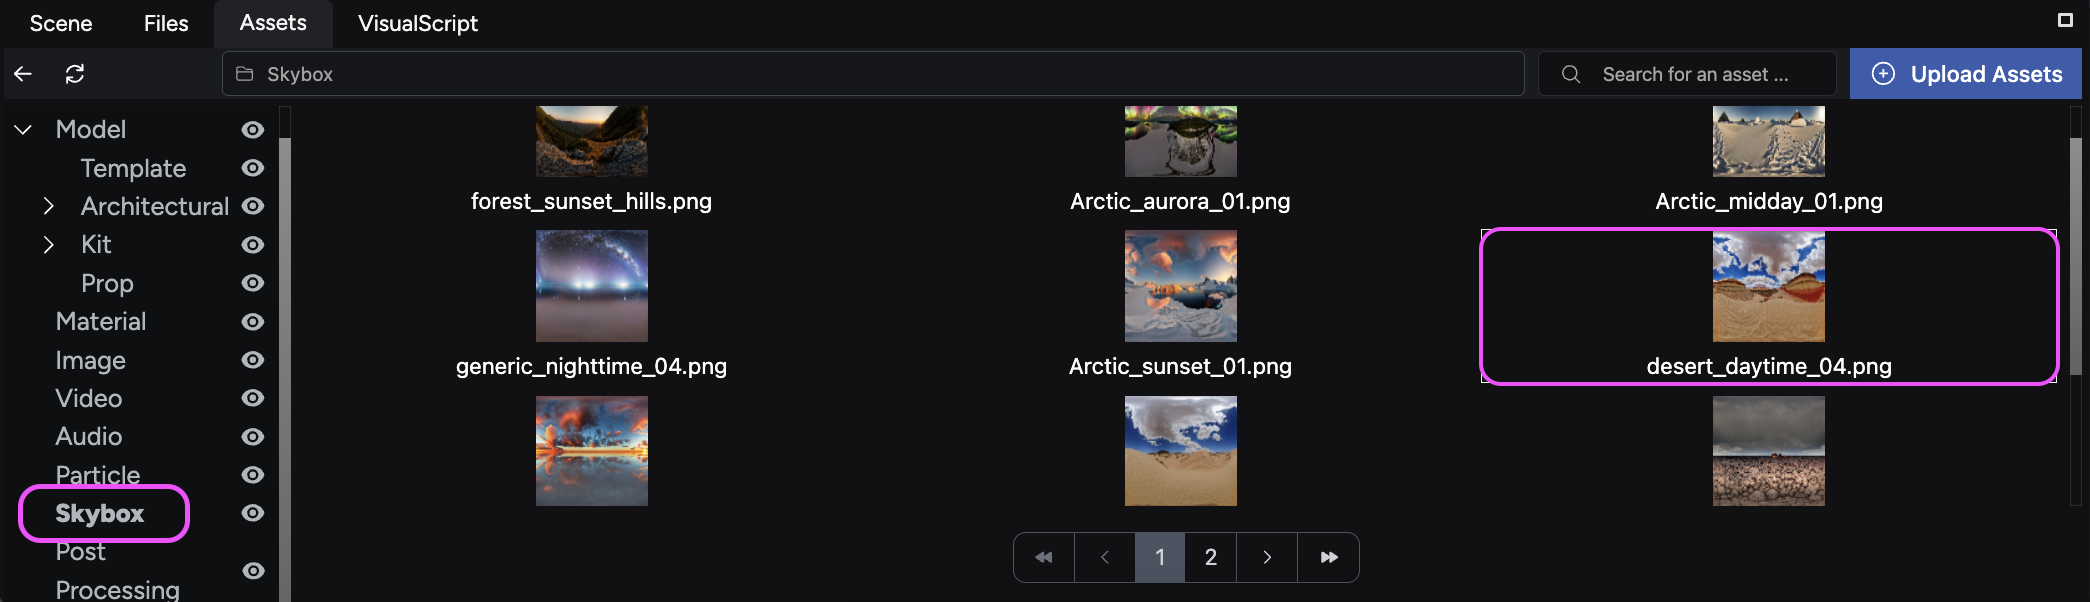 Scene Files Assets VisualScript
Skybox
Search for an asset ...
Upload Assets
Model
Template
Architectural
Kit
Prop
Material
Image
Video
Audio
Particle
Skybox
Post
Processing
forest_sunset_hills.png
Arctic_aurora_01.png
Arctic_midday_01.png
generic_nighttime_04.png
Arctic_sunset_01.png
desert_daytime_04.png
1 2